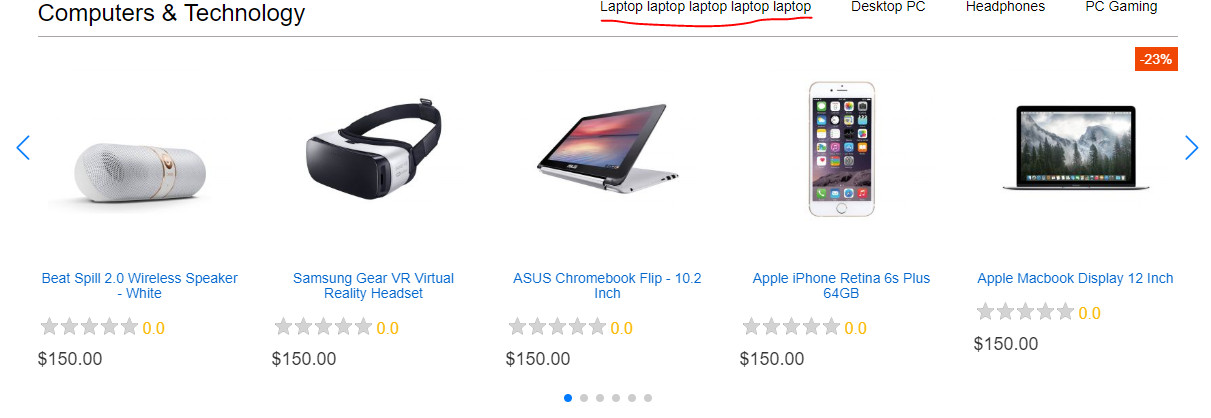 Computers & Technology
Laptop laptop laptop laptop laptop
Desktop PC
Headphones
PC Gaming
-23%
ASUS
Beat Spill 2.0 Wireless Speaker
- White
0.0
$150.00
Samsung Gear VR Virtual
Reality Headset
0.0
$150.00
ASUS Chromebook Flip - 10.2
Inch
0.0
$150.00
Apple iPhone Retina 6s Plus
64GB
0.0
$150.00
Apple Macbook Display 12 Inch
0.0
$150.00